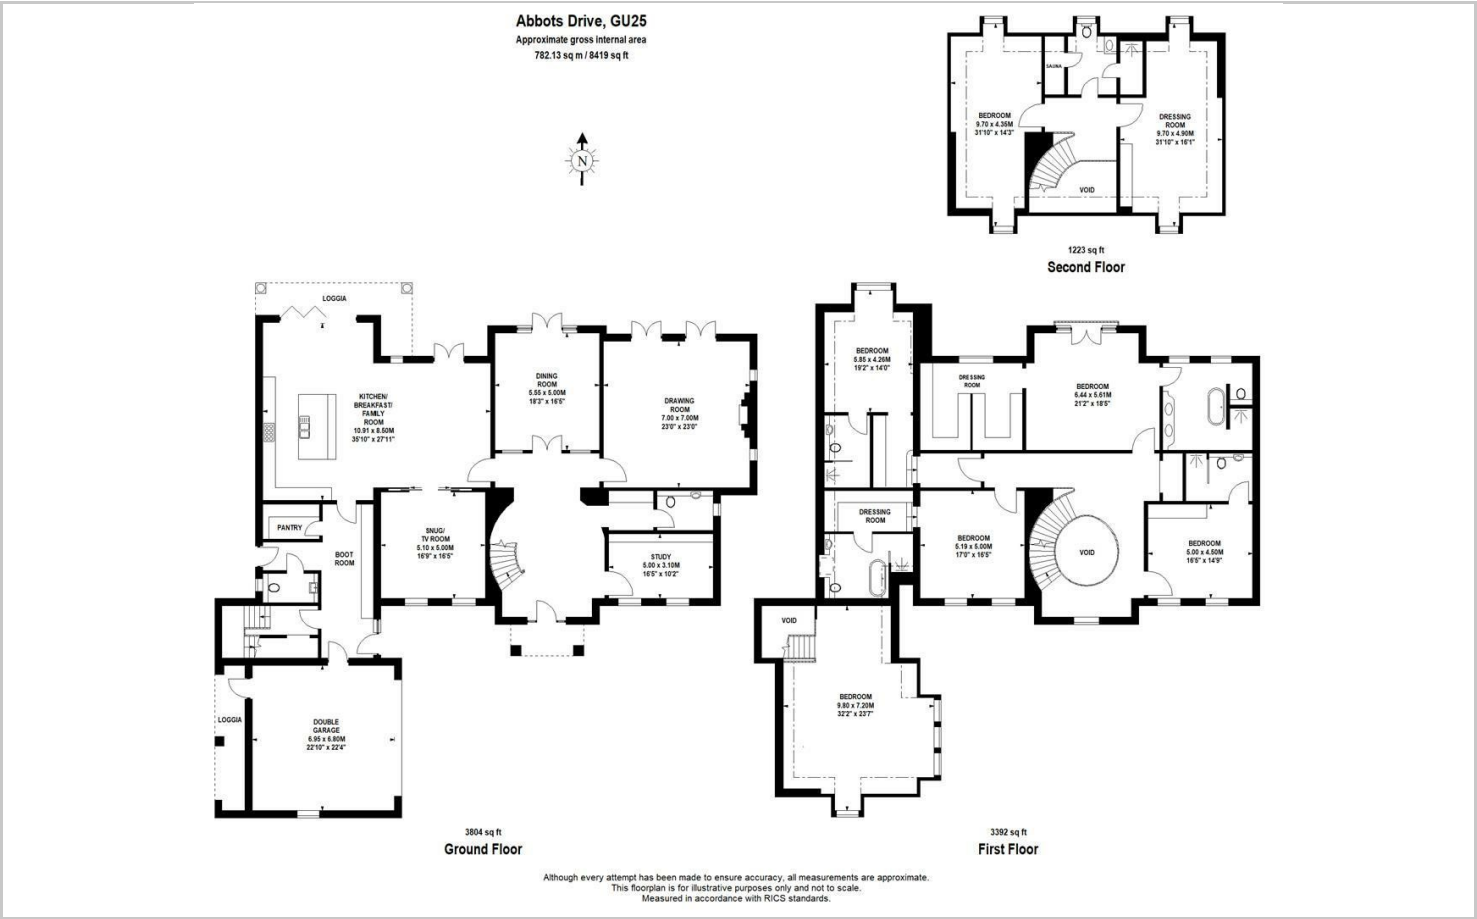 Abbots Drive, GU25
Approximate gross internal area
782.13 sq m / 8419 sq ft
N
SAUNA
BEDROOM
9.70 x 4.35M
31'10" x 14'3"
DRESSING
ROOM
9.70 x 4.90M
31'10" x 16'1"
VOID
1223 sq ft
Second Floor
LOGGIA
KITCHEN/
BREAKFAST/
FAMILY
ROOM
10.91 x 8.50M
35'10" x 27'11"
DINING
ROOM
5.55 x 5.00M
18'3" x 16'5"
DRAWING
ROOM
7.00 x 7.00M
23'0" x 23'0"
PANTRY
BOOT
ROOM
SNUG/
TV ROOM
5.10 x 5.00M
16'9" x 16'5"
STUDY
5.00 x 3.10M
16'5" x 10'2"
LOGGIA
DOUBLE
GARAGE
6.95 x 6.80M
22'10" x 22'4"
3804 sq ft
Ground Floor
BEDROOM
5.85 x 4.26M
19'2" x 14'0"
DRESSING
ROOM
BEDROOM
6.44 x 5.61M
21'2" x 18'5"
DRESSING
ROOM
BEDROOM
5.19 x 5.00M
17'0" x 16'5"
VOID
BEDROOM
5.00 x 4.50M
16'5" x 14'9"
VOID
BEDROOM
9.80 x 7.20M
32'2" x 23'7"
3392 sq ft
First Floor
Although every attempt has been made to ensure accuracy, all measurements are approximate.
This floorplan is for illustrative purposes only and not to scale.
Measured in accordance with RICS standards.